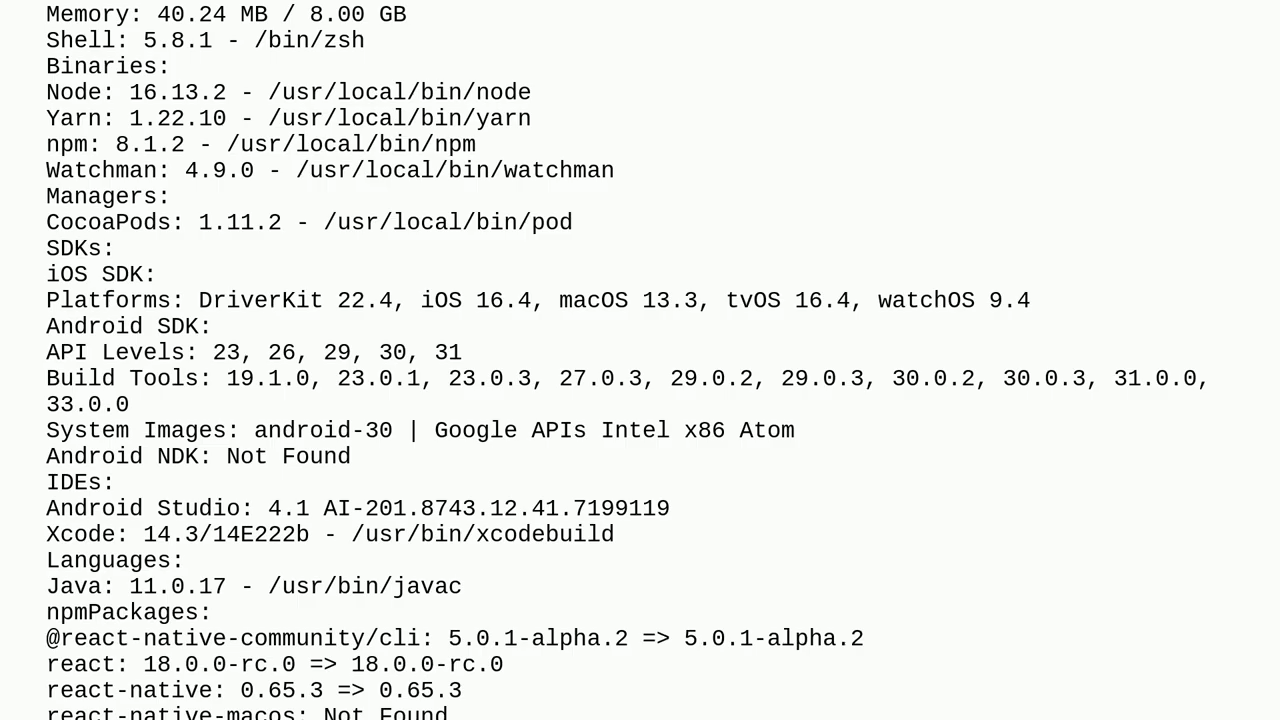 Memory: 40.24 MB / 8.00 GB
Shell: 5.8.1 - /bin/zsh
Binaries:
Node: 16.13.2 - /usr/local/bin/node
Yarn: 1.22.10 - /usr/local/bin/yarn
npm: 8.1.2 - /usr/local/bin/npm
Watchman: 4.9.0 - /usr/local/bin/watchman
Managers:
CocoaPods: 1.11.2 - /usr/local/bin/pod
SDKs:
iOS SDK:
Platforms: DriverKit 22.4, iOS 16.4, macOS 13.3, tvOS 16.4, watchOS 9.4
Android SDK:
API Levels: 23, 26, 29, 30, 31
Build Tools: 19.1.0, 23.0.1, 23.0.3, 27.0.3, 29.0.2, 29.0.3, 30.0.2, 30.0.3, 31.0.0,
33.0.0
System Images: android-30 | Google APIs Intel x86 Atom
Android NDK: Not Found
IDEs:
Android Studio: 4.1 AI-201.8743.12.41.7199119
Xcode: 14.3/14E222b - /usr/bin/xcodebuild
Languages:
Java: 11.0.17 - /usr/bin/javac
npmPackages:
@react-native-community/cli: 5.0.1-alpha.2 => 5.0.1-alpha.2
react: 18.0.0-rc.0 => 18.0.0-rc.0
react-native: 0.65.3 => 0.65.3
react-native-macos: Not Found